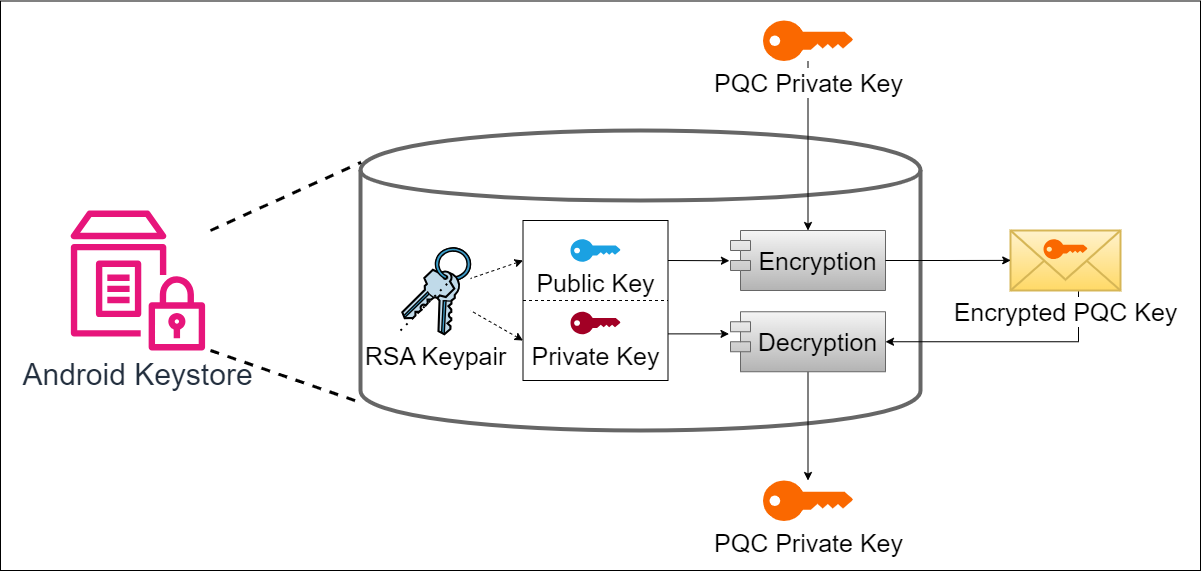 PQC Private Key
Public Key
Encryption
Encrypted PQC Key
RSA Keypair
Private Key
Decryption
Android Keystore
PQC Private Key